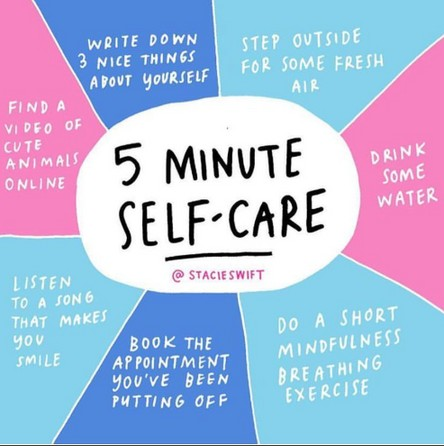 WRITE DOWN
3 NICE THINGS
ABOUT YOURSELF
STEP OUTSIDE
FOR SOME FRESH
AIR
FIND A
VIDEO OF
CUTE
ANIMALS
ONLINE
5 MINUTE
SELF-CARE
@STACIESWIFT
DRINK
SOME
WATER
LISTEN
TO A SONG
THAT MAKES
YOU
SMILE
BOOK THE
APPOINTMENT
YOU'VE BEEN
PUTTING OFF
DO A SHORT
MINDFULNESS
BREATHING
EXERCISE